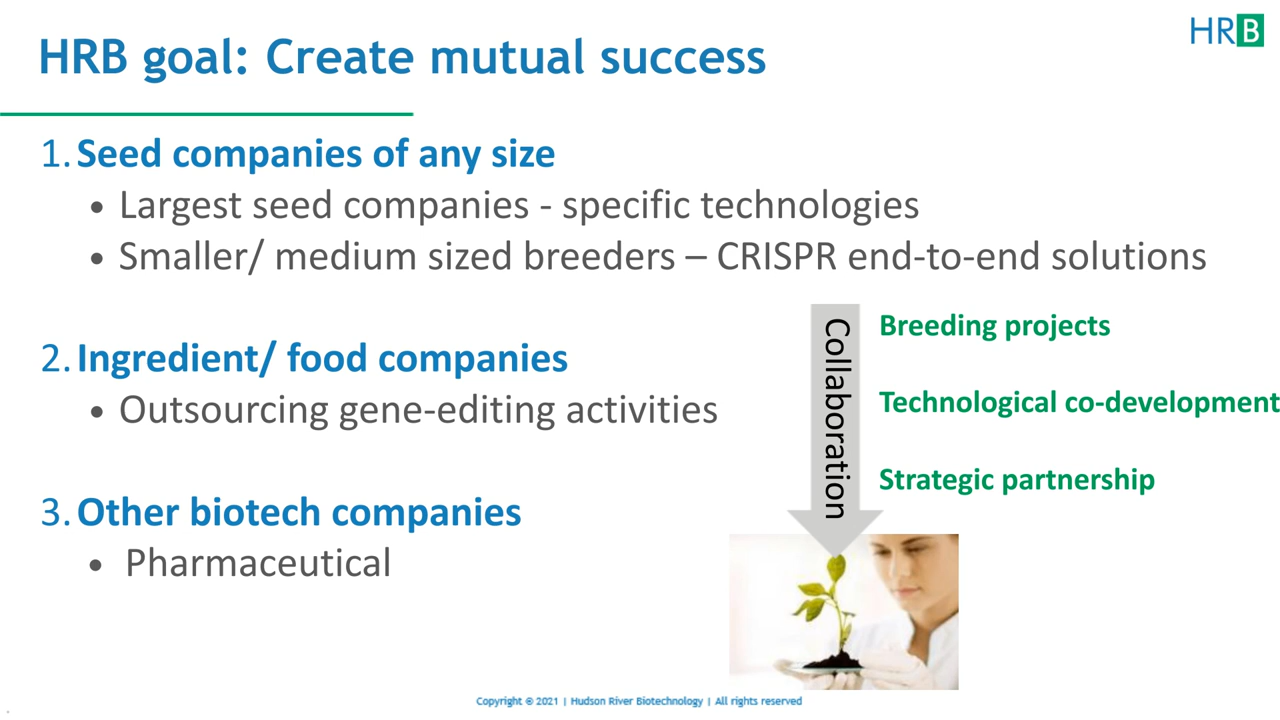 HRB goal: Create mutual success
HRB
1. Seed companies of any size
• Largest seed companies - specific technologies
• Smaller/ medium sized breeders – CRISPR end-to-end solutions
2. Ingredient/ food companies
• Outsourcing gene-editing activities
3. Other biotech companies
• Pharmaceutical
Collaboration
Breeding projects
Technological co-development
Strategic partnership
Copyright © 2021 | Hudson River Biotechnology | All rights reserved